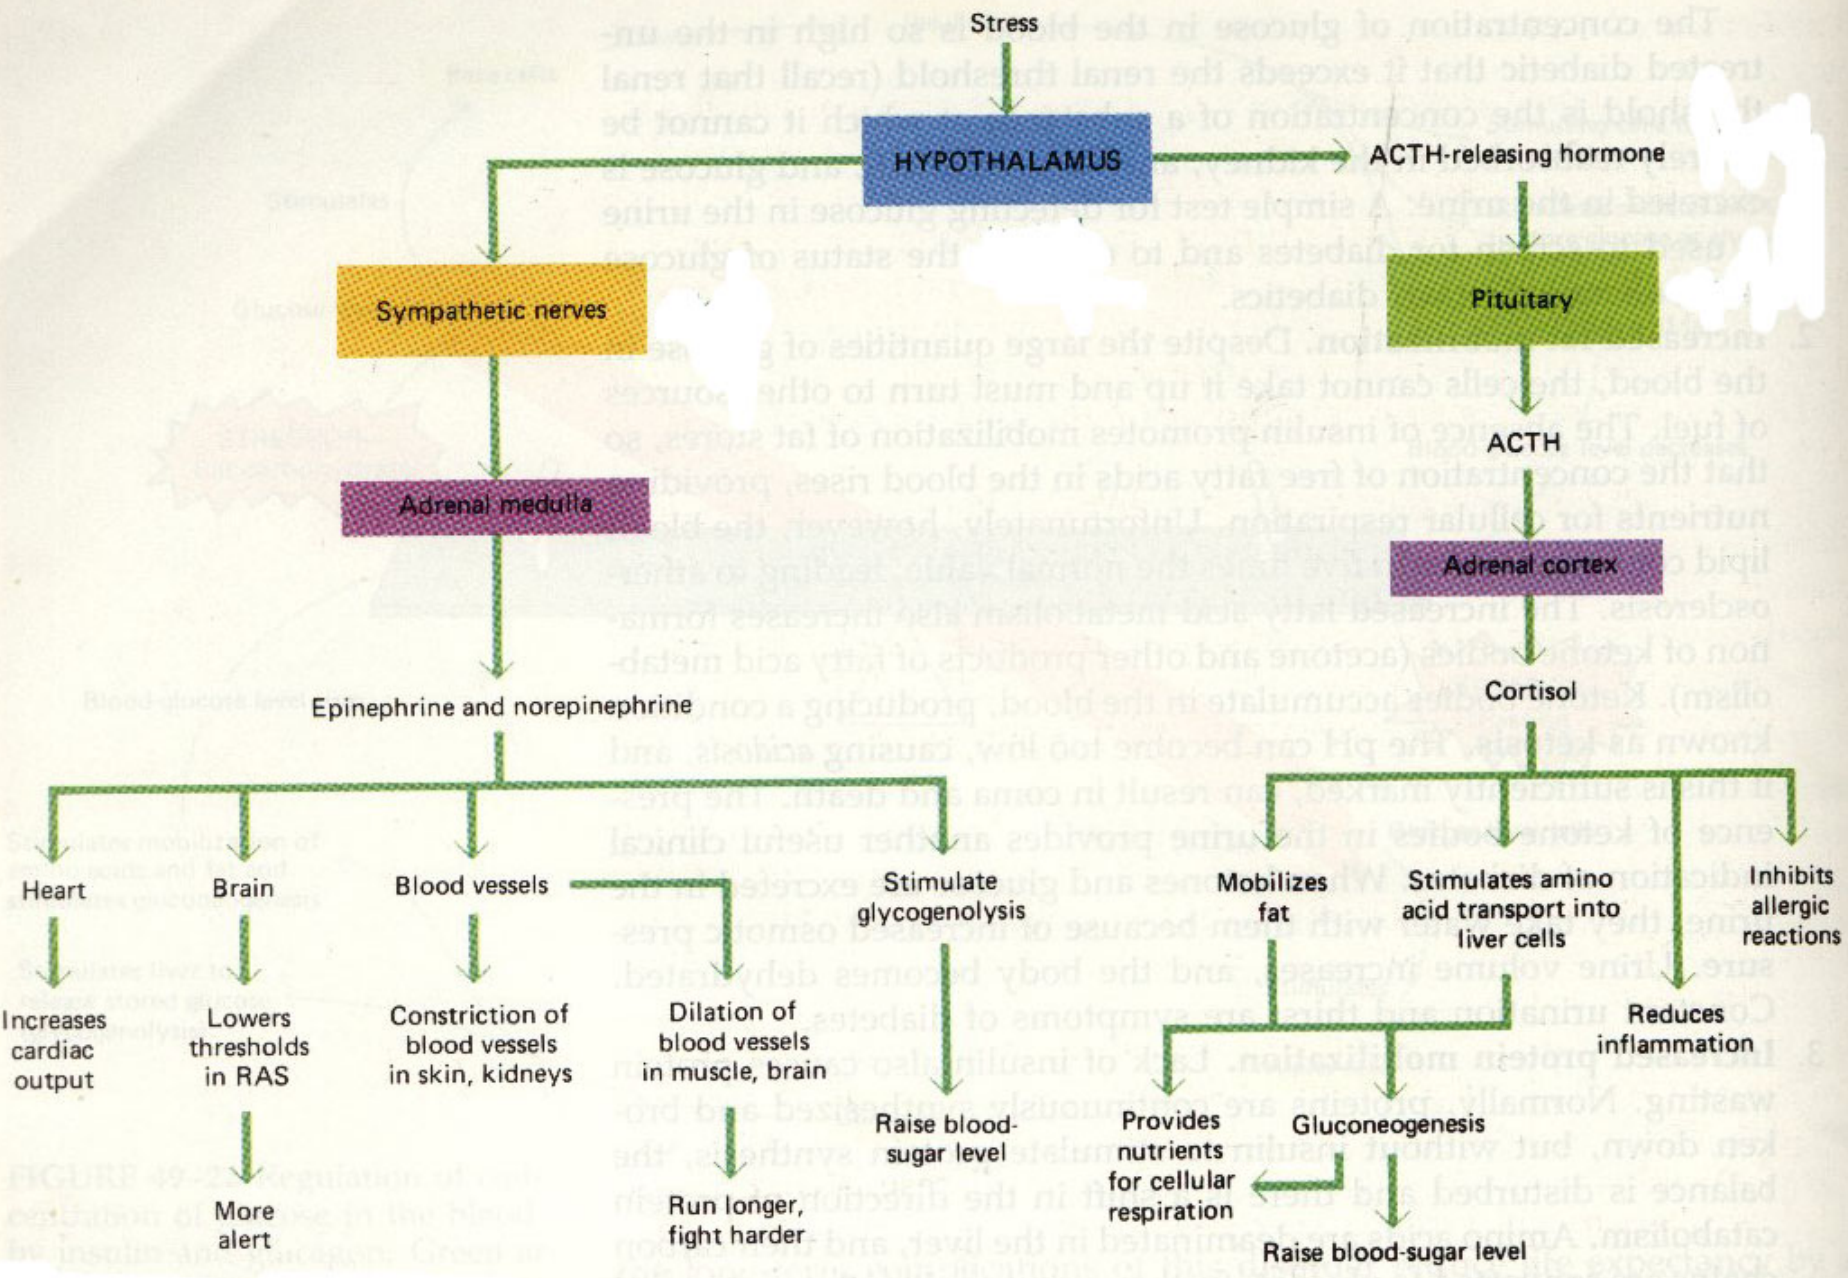 Stress
HYPOTHALAMUS
ACTH-releasing hormone
Sympathetic nerves
Pituitary
ACTH
Adrenal medulla
Adrenal cortex
Cortisol
Epinephrine and norepinephrine
Heart
Brain
Blood vessels
Stimulate
glycogenolysis
Mobilizes
fat
Stimulates amino
acid transport into
liver cells
Inhibits
allergic
reactions
Increases
cardiac
output
Lowers
thresholds
in RAS
Constriction of
blood vessels
in skin, kidneys
Dilation of
blood vessels
in muscle, brain
Reduces
inflammation
Raise blood-
sugar level
Provides
nutrients
for cellular
respiration
Gluconeogenesis
More
alert
Run longer,
fight harder
Raise blood-sugar level